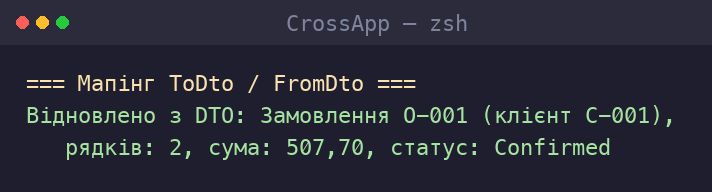 CrossApp — zsh
=== Мапінг ToDto / FromDto ===
Відновлено з DTO: Замовлення O-001 (клієнт C-001),
рядків: 2, сума: 507,70, статус: Confirmed